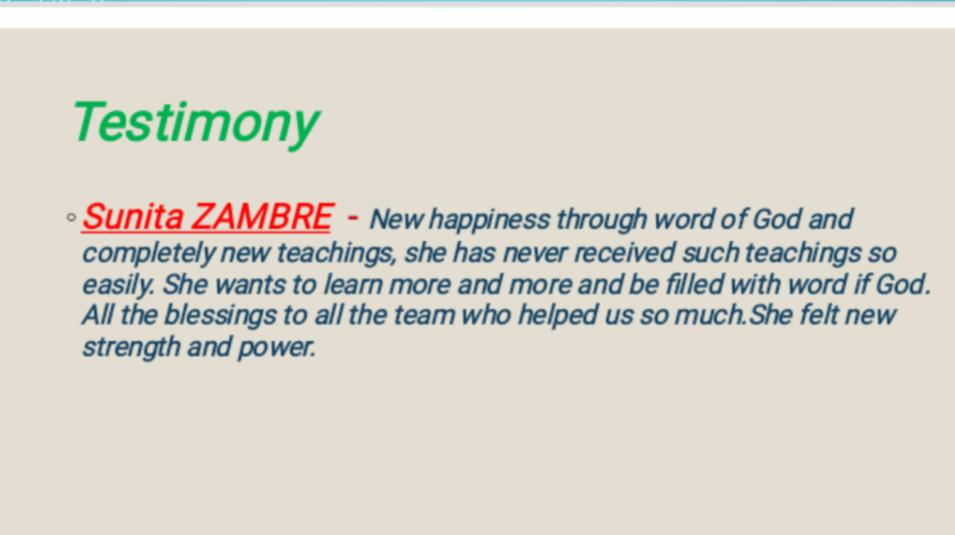 Testimony
◦ Sunita ZAMBRE - New happiness through word of God and
completely new teachings, she has never received such teachings so
easily. She wants to learn more and more and be filled with word if God.
All the blessings to all the team who helped us so much.She felt new
strength and power.